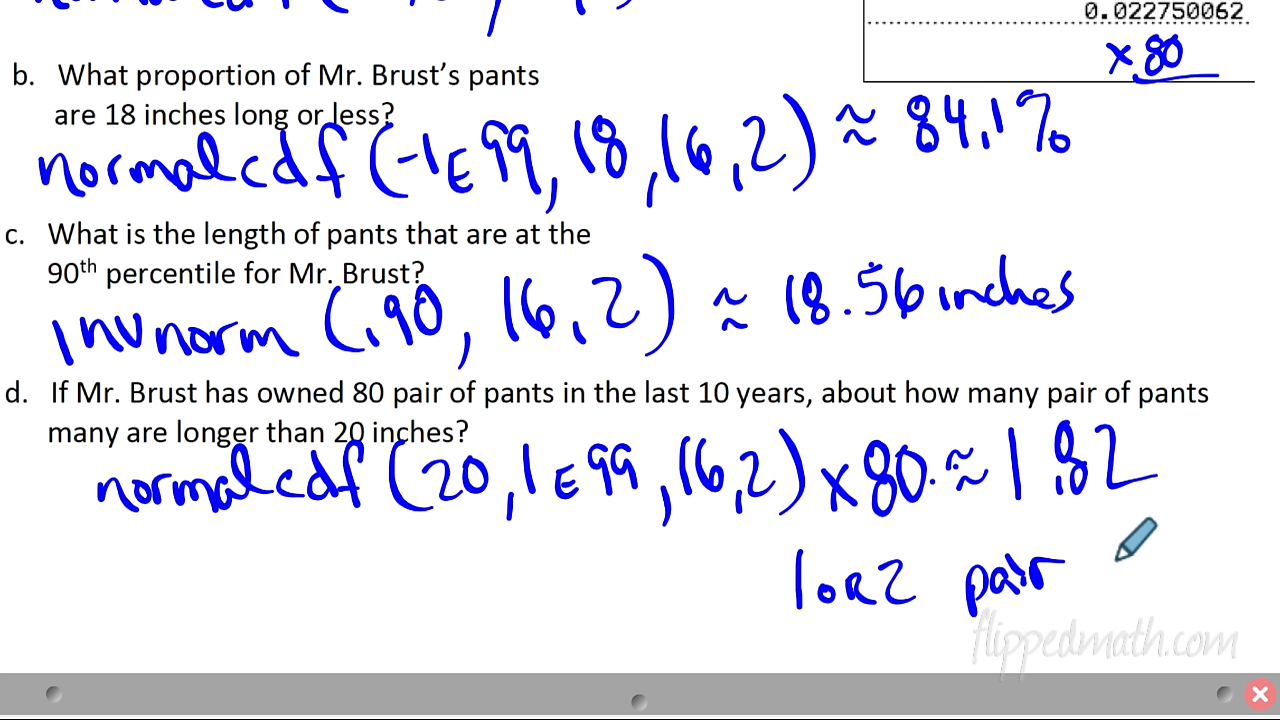 0.022750062
x 80
b. What proportion of Mr. Brust's pants
are 18 inches long or less?
normalcdf (-1E99, 18, 16, 2) ≈ 84.1%
c. What is the length of pants that are at the
90th percentile for Mr. Brust?
invnorm (.90, 16, 2) ≈ 18.56 inches
d. If Mr. Brust has owned 80 pair of pants in the last 10 years, about how many pair of pants
many are longer than 20 inches?
normalcdf (20, 1E99, 16, 2) x 80. ≈ 1.82
1 or 2 pair
flippedmath.com